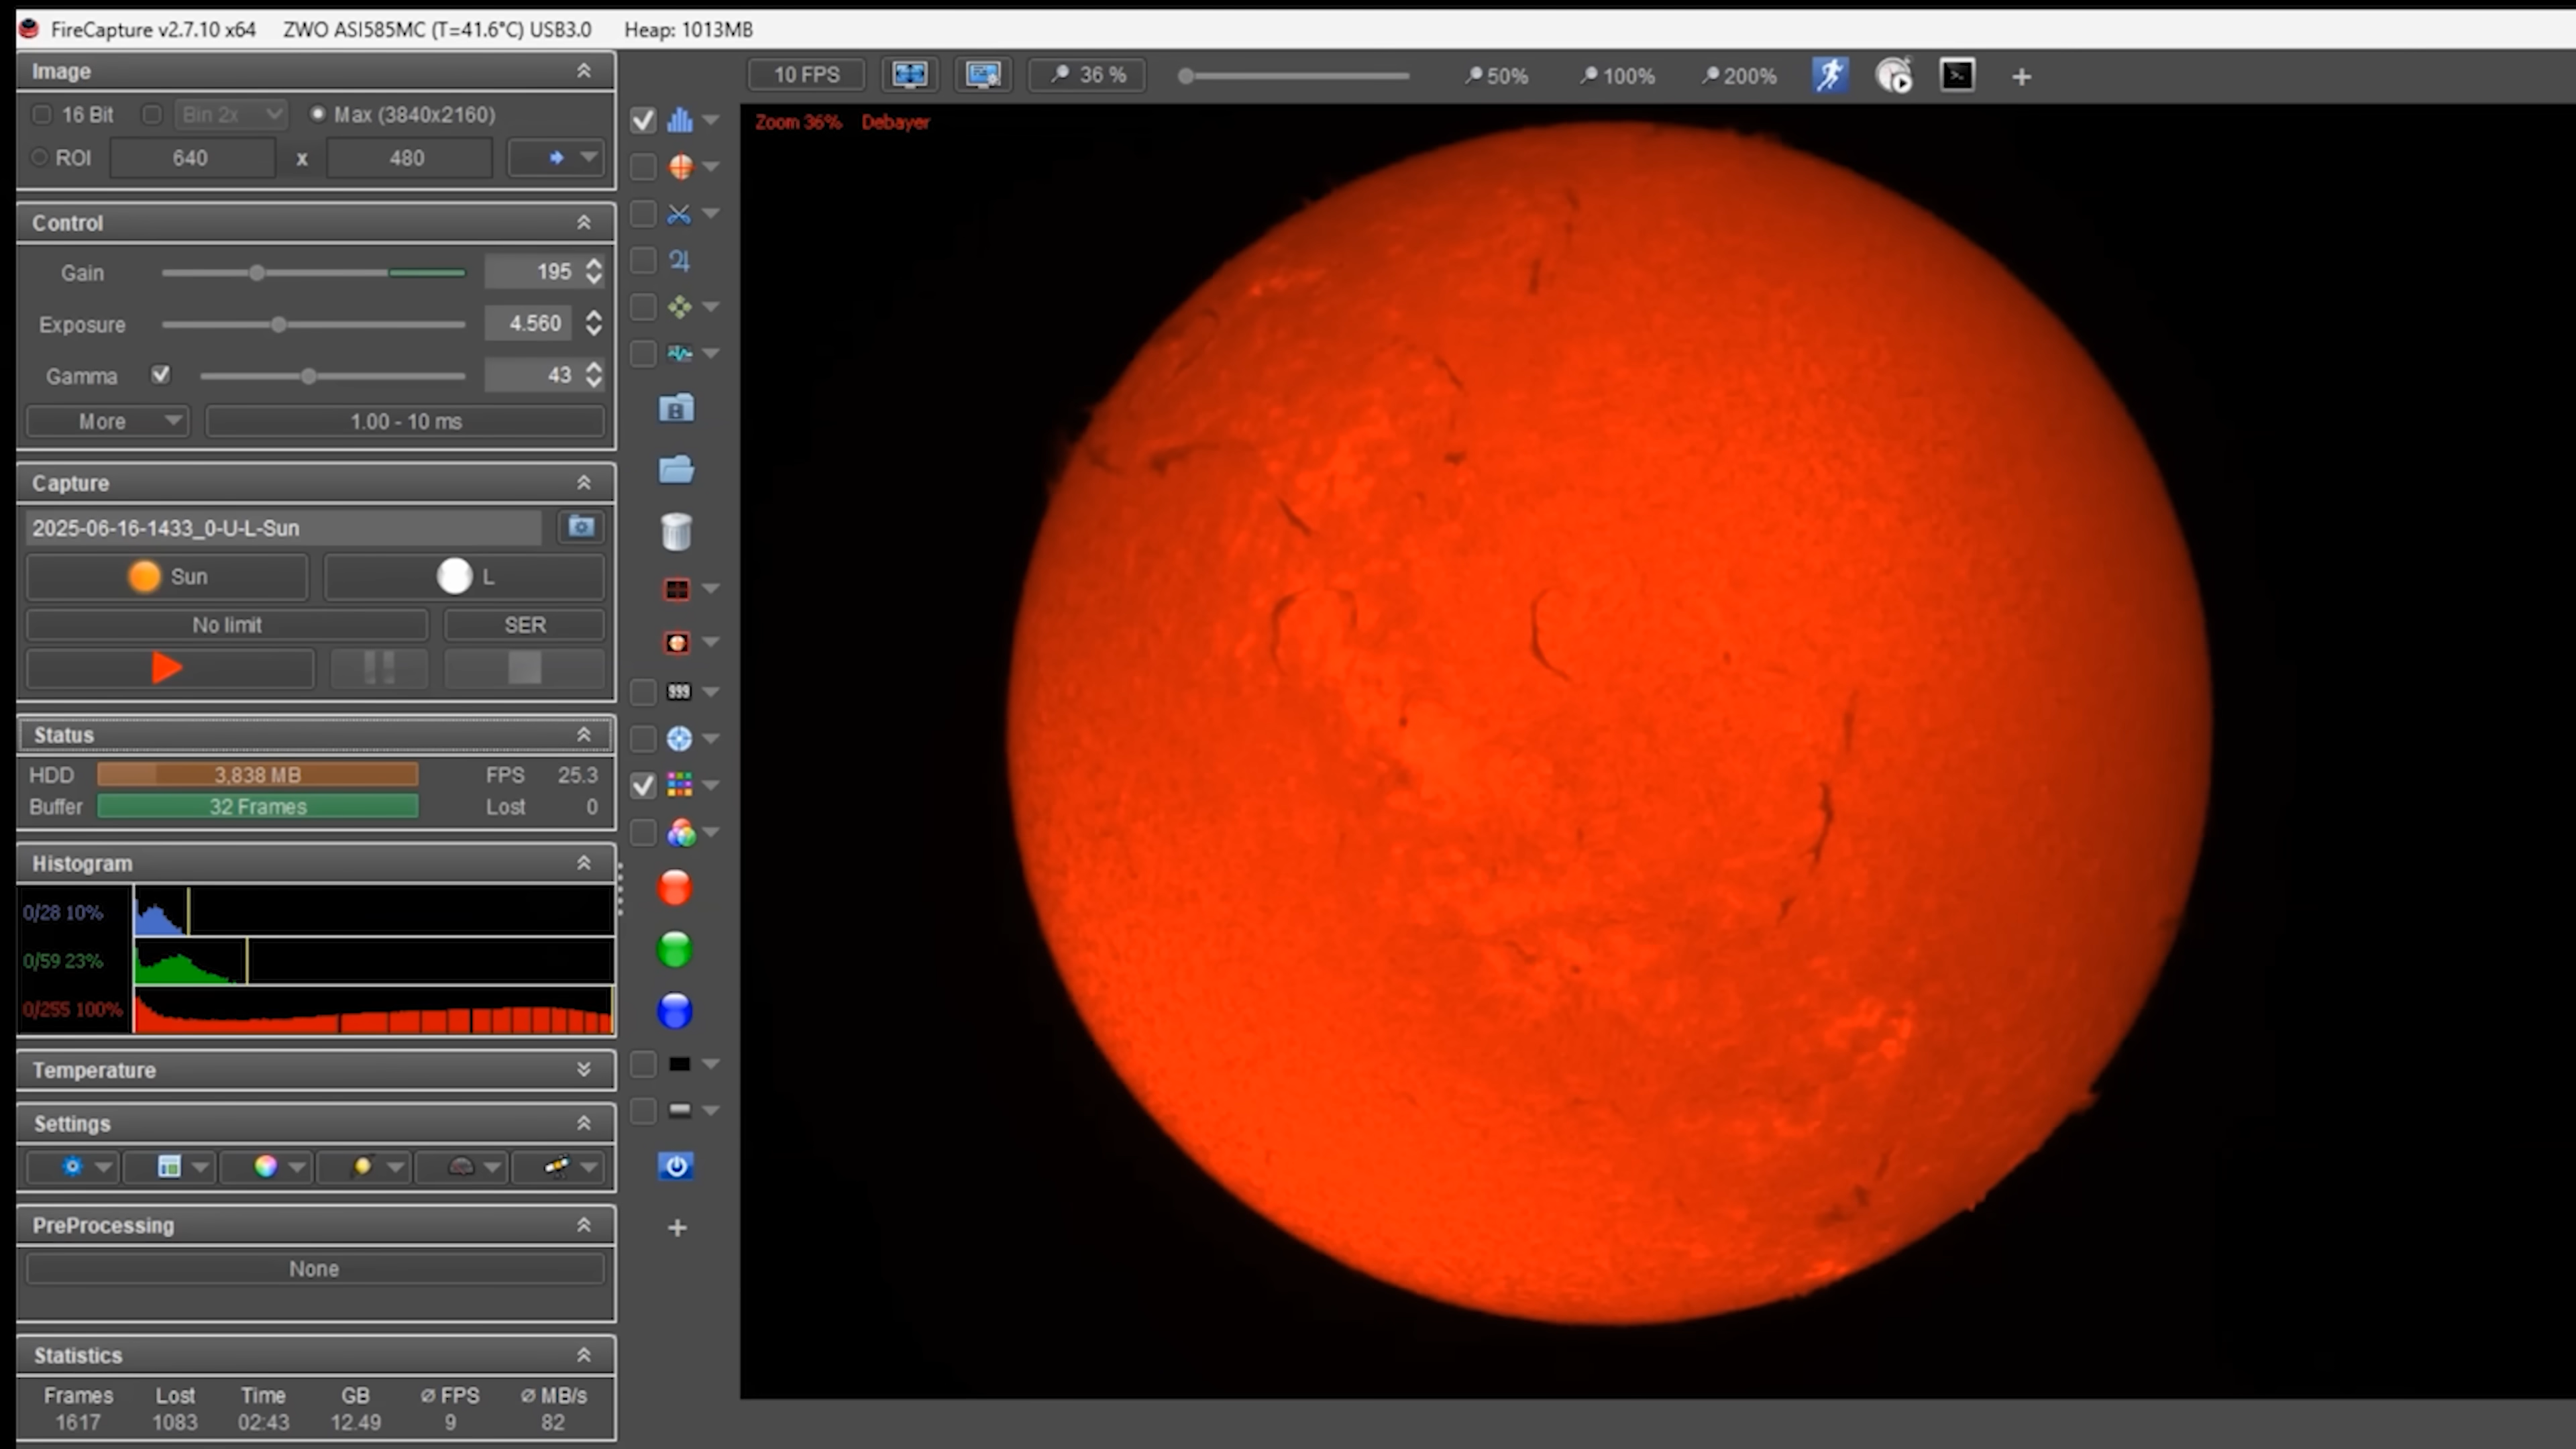 FireCapture v2.7.10 x64 ZWO ASI585MC (T=41.6°C) USB3.0 Heap: 1013MB
Image
16 Bit Bin 2x Max (3840x2160)
ROI 640 x 480
Control
Gain 195
Exposure 4.560
Gamma 43
More 1.00 - 10 ms
Capture
2025-06-16-1433_0-U-L-Sun
Sun L
No limit SER
Status
HDD 3,838 MB FPS 25.3
Buffer 32 Frames Lost 0
Histogram
0/28 10%
0/59 23%
0/255 100%
Temperature
Settings
PreProcessing
None
Statistics
Frames Lost Time GB Ø FPS Ø MB/s
1617 1083 02:43 12.49 9 82
10 FPS 36 % 50% 100% 200%
Zoom 36% Debayer
999